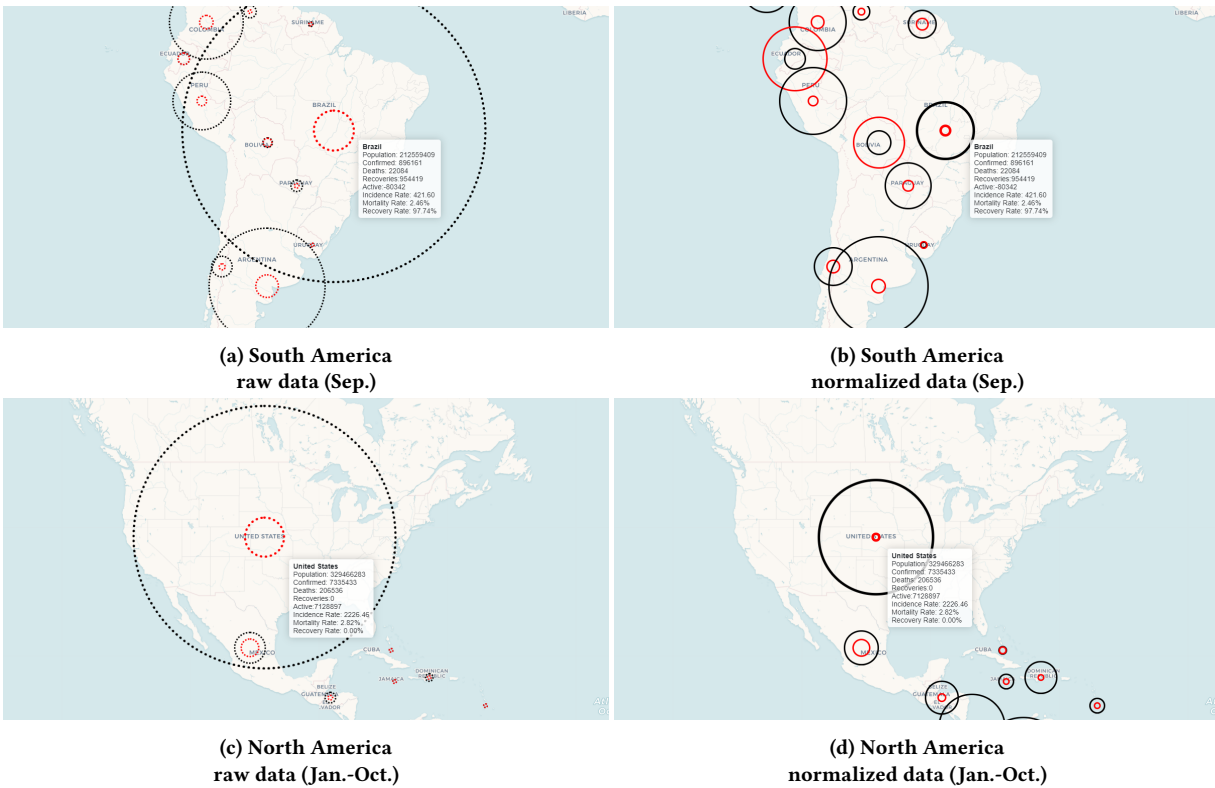 LIBERIA
SURINAME
COLOMBIA
ECUADOR
PERU
BRAZIL
BOLIVIA
Brazil
Population: 212559409
Confirmed: 896161
Deaths: 22084
Recoveries:954419
Active:-80342
Incidence Rate: 421.60
Mortality Rate: 2.46%
Recovery Rate: 97.74%
PARAGUAY
URUGUAY
ARGENTINA
(a) South America
raw data (Sep.)
LIBERIA
SURINAME
COLOMBIA
ECUADOR
PERU
BRAZIL
BOLIVIA
Brazil
Population: 212559409
Confirmed: 896161
Deaths: 22084
Recoveries:954419
Active:-80342
Incidence Rate: 421.60
Mortality Rate: 2.46%
Recovery Rate: 97.74%
PARAGUAY
URUGUAY
ARGENTINA
(b) South America
normalized data (Sep.)
UNITED STATES
United States
Population: 329466283
Confirmed: 7335433
Deaths: 206536
Recoveries:0
Active:7128897
Incidence Rate: 2226.46
Mortality Rate: 2.82%
Recovery Rate: 0.00%
MEXICO
CUBA
JAMAICA
DOMINICAN
REPUBLIC
BELIZE
GUATEMALA
(c) North America
raw data (Jan.-Oct.)
UNITED STATES
United States
Population: 329466283
Confirmed: 7335433
Deaths: 206536
Recoveries:0
Active:7128897
Incidence Rate: 2226.46
Mortality Rate: 2.82%
Recovery Rate: 0.00%
MEXICO
CUBA
DOMINICAN
REPUBLIC
BELIZE
GUATEMALA
(d) North America
normalized data (Jan.-Oct.)